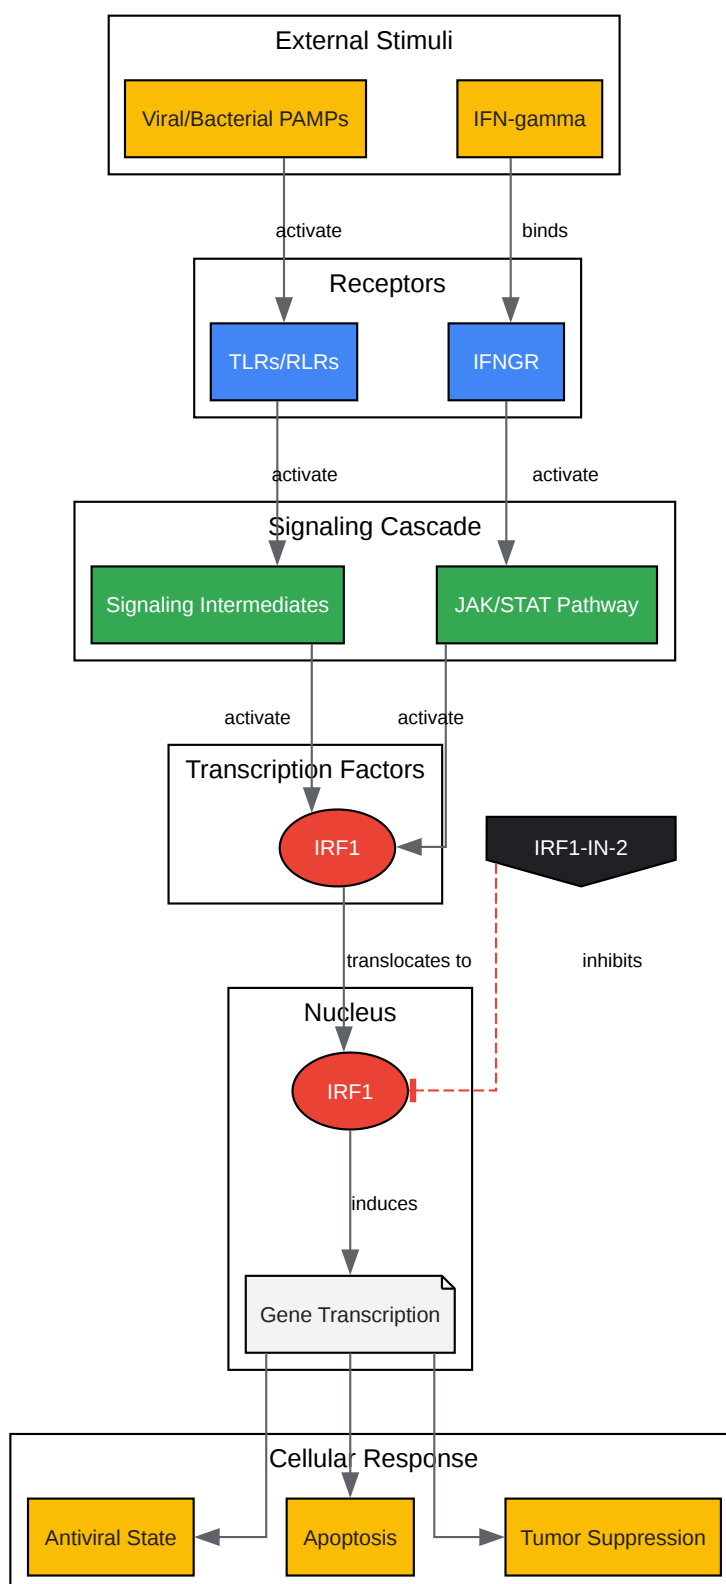 External Stimuli
Viral/Bacterial PAMPs
IFN-gamma
activate
binds
Receptors
TLRs/RLRs
IFNGR
activate
activate
Signaling Cascade
Signaling Intermediates
JAK/STAT Pathway
activate
activate
Transcription Factors
IRF1
IRF1-IN-2
translocates to
inhibits
Nucleus
IRF1
induces
Gene Transcription
Cellular Response
Antiviral State
Apoptosis
Tumor Suppression